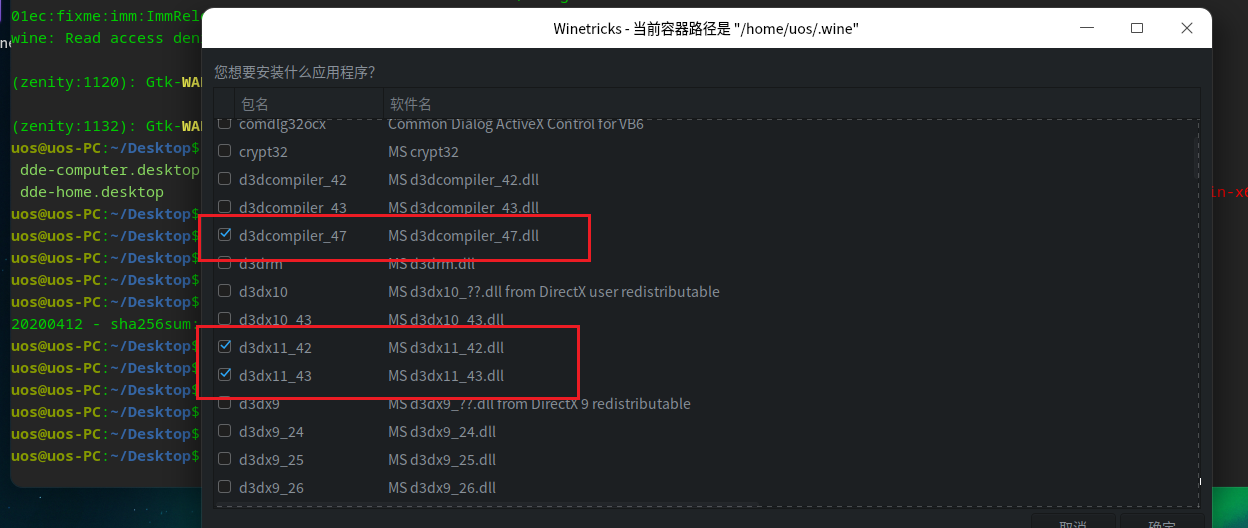 01ec:fixme:imm:ImmRele
Winetricks - 当前容器路径是 "/home/uos/.wine"
wine: Read access den
您想要安装什么应用程序？
(zenity:1120): Gtk-WAR
包名 软件名
(zenity:1132): Gtk-WAR
comdlg32ocx Common Dialog ActiveX Control for VB6
uos@uos-PC:~/Desktop$
crypt32 MS crypt32
dde-computer.desktop
d3dcompiler_42 MS d3dcompiler_42.dll
dde-home.desktop
in-x6
d3dcompiler_43 MS d3dcompiler_43.dll
uos@uos-PC:~/Desktop$
uos@uos-PC:~/Desktop$
d3dcompiler_47 MS d3dcompiler_47.dll
uos@uos-PC:~/Desktop$
d3drm MS d3drm.dll
uos@uos-PC:~/Desktop$
d3dx10 MS d3dx10_??.dll from DirectX user redistributable
uos@uos-PC:~/Desktop$
d3dx10_43 MS d3dx10_43.dll
20200412 - sha256sum:
uos@uos-PC:~/Desktop$
d3dx11_42 MS d3dx11_42.dll
uos@uos-PC:~/Desktop$
d3dx11_43 MS d3dx11_43.dll
uos@uos-PC:~/Desktop$
d3dx9 MS d3dx9_??.dll from DirectX 9 redistributable
uos@uos-PC:~/Desktop$
d3dx9_24 MS d3dx9_24.dll
uos@uos-PC:~/Desktop$
uos@uos-PC:~/Desktop$
d3dx9_25 MS d3dx9_25.dll
d3dx9_26 MS d3dx9_26.dll
取消 确定